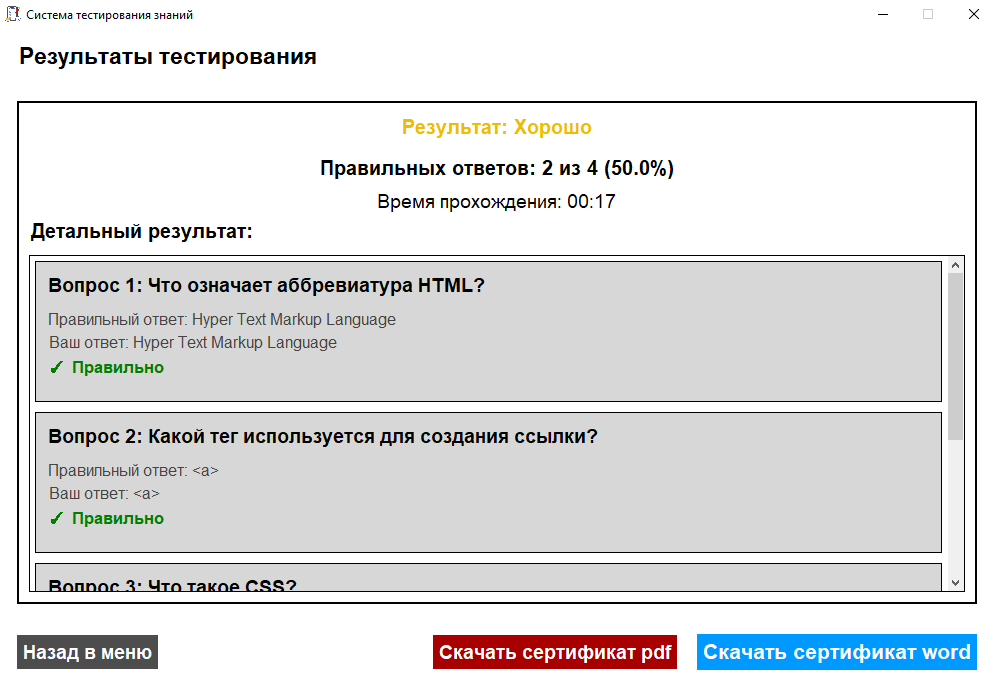 Система тестирования знаний
Результаты тестирования
Результат: Хорошо
Правильных ответов: 2 из 4 (50.0%)
Время прохождения: 00:17
Детальный результат:
Вопрос 1: Что означает аббревиатура HTML?
Правильный ответ: Hyper Text Markup Language
Ваш ответ: Hyper Text Markup Language
✓ Правильно
Вопрос 2: Какой тег используется для создания ссылки?
Правильный ответ: <a>
Ваш ответ: <a>
✓ Правильно
Вопрос 3: Что такое CSS?
Назад в меню
Скачать сертификат pdf
Скачать сертификат word